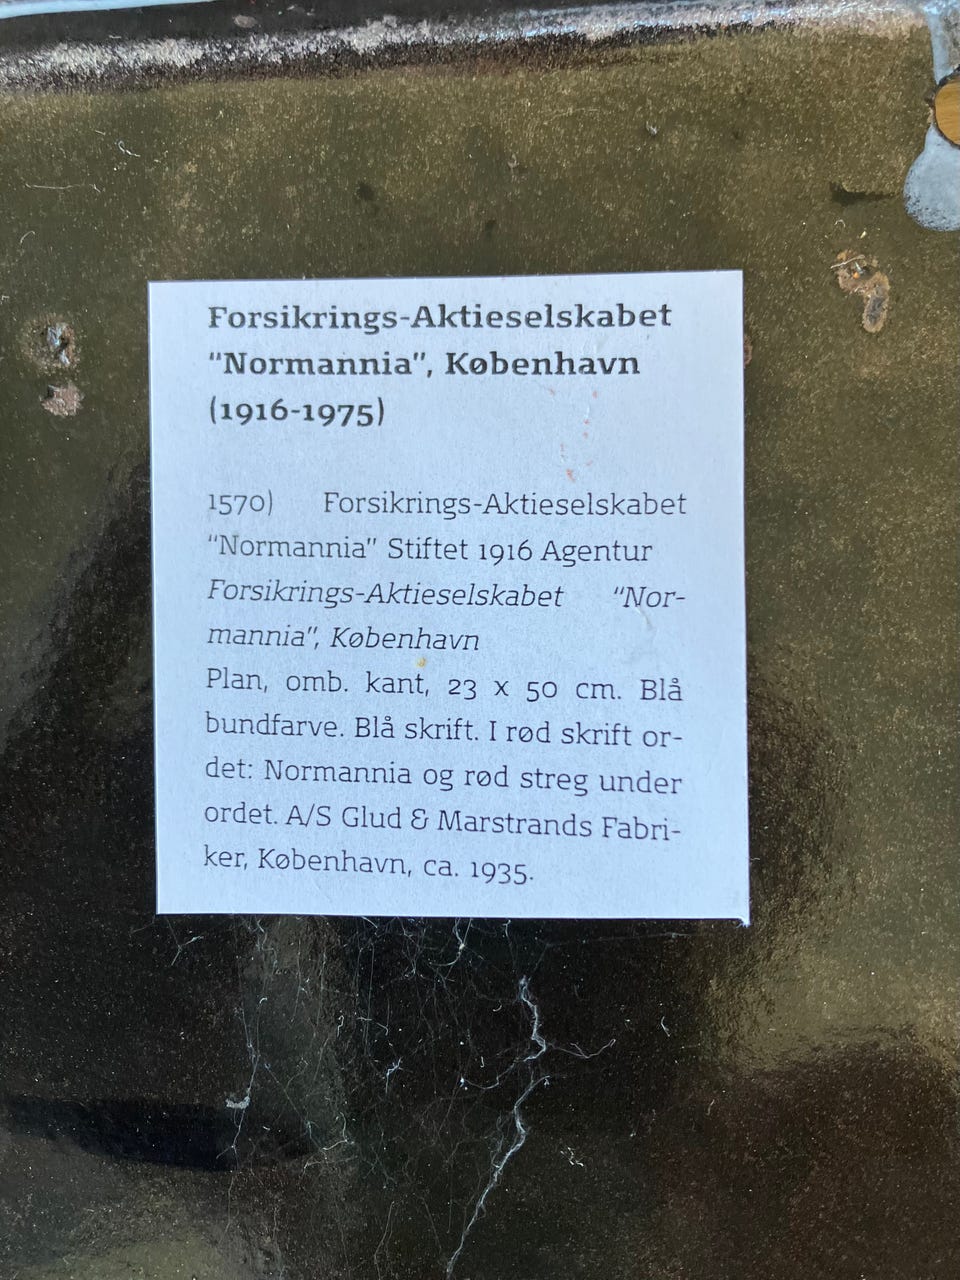 Forsikrings-Aktieselskabet
"Normannia", København
(1916-1975)
1570) Forsikrings-Aktieselskabet
"Normannia" Stiftet 1916 Agentur
Forsikrings-Aktieselskabet "Nor-
mannia", København
Plan, omb. kant, 23 x 50 cm. Blå
bundfarve. Blå skrift. I rød skrift or-
det: Normannia og rød streg under
ordet. A/S Glud & Marstrands Fabri-
ker, København, ca. 1935.